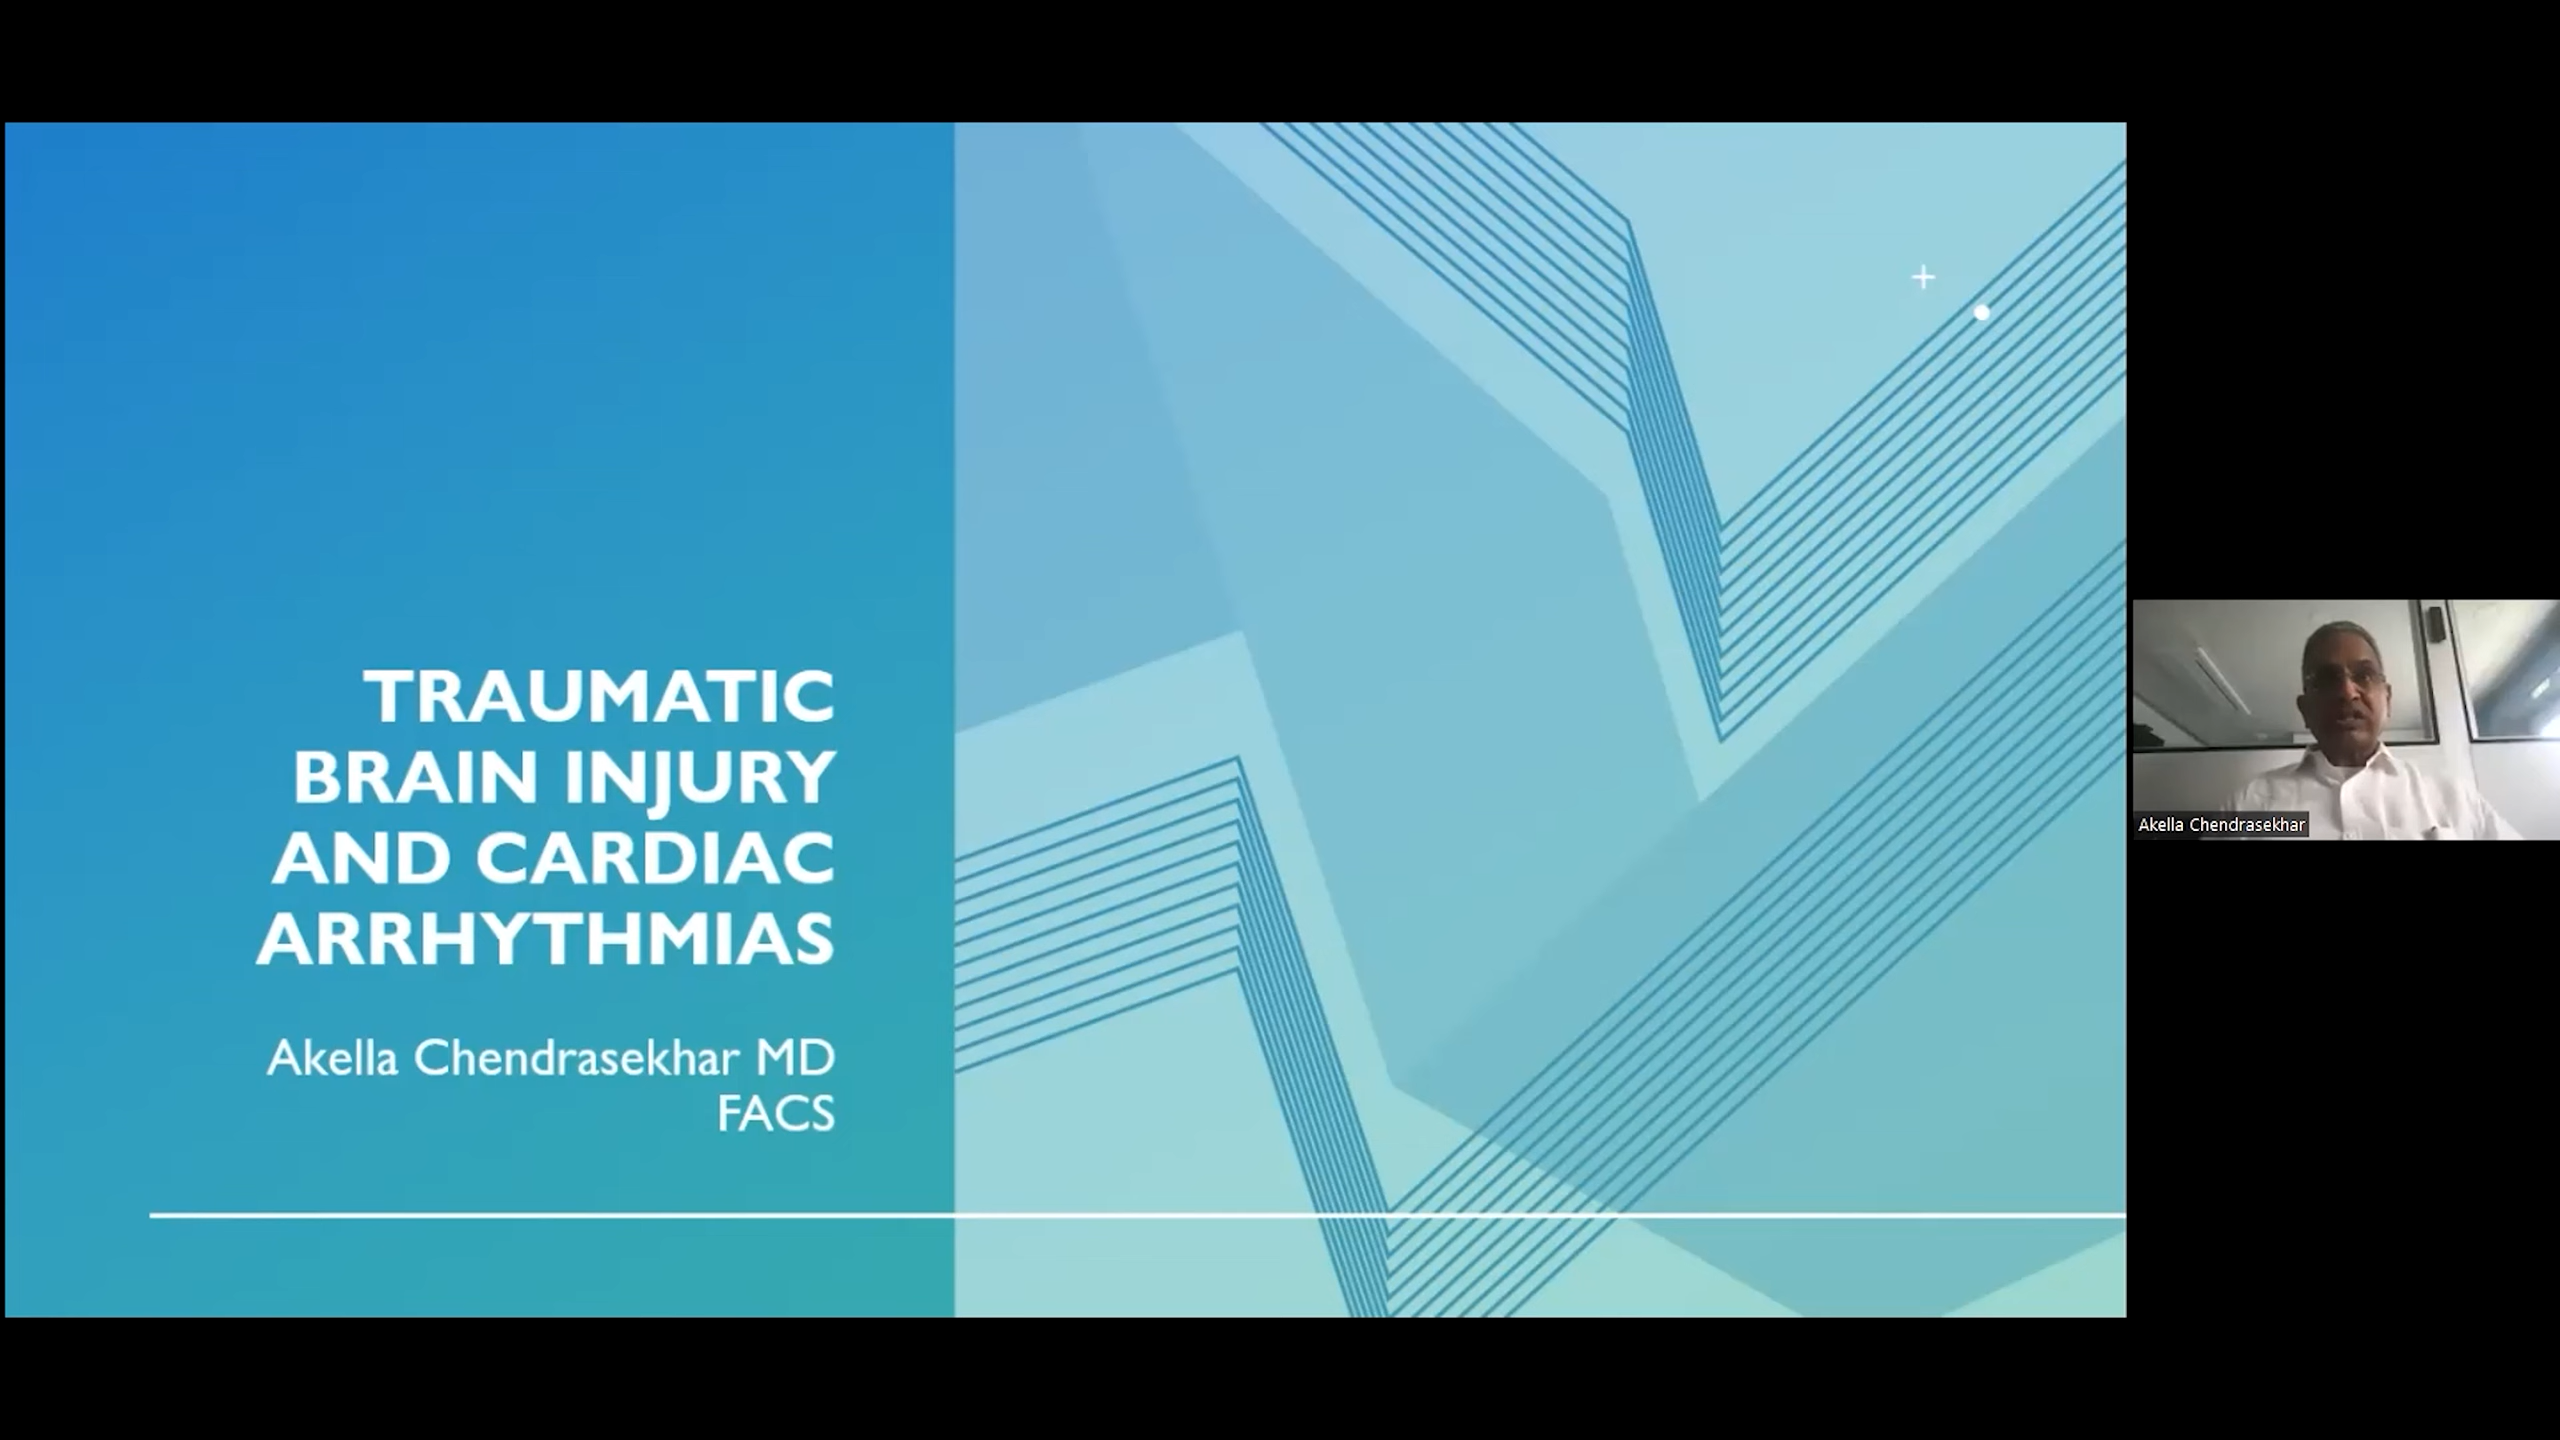 TRAUMATIC
BRAIN INJURY
AND CARDIAC
ARRHYTHMIAS
Akella Chendrasekhar MD
FACS
Akella Chendrasekhar